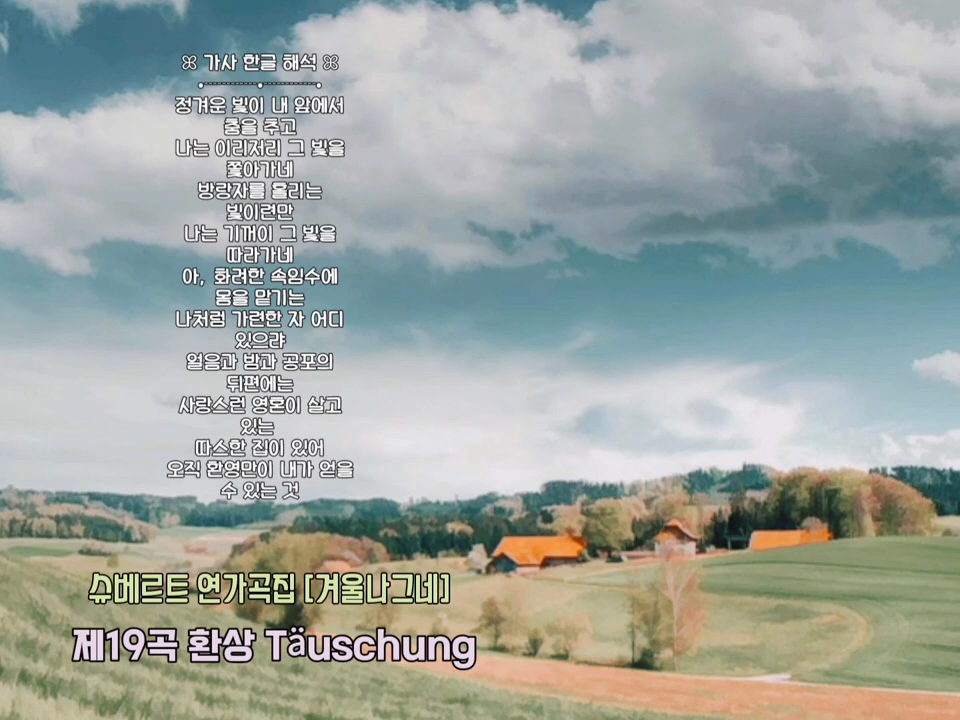 ꕤ 가사 한글 해석 ꕤ
정겨운 빛이 내 앞에서
춤을 추고
나는 이리저리 그 빛을
쫓아가네
방랑자를 홀리는
빛이련만
나는 기꺼이 그 빛을
따라가네
아, 화려한 속임수에
몸을 맡기는
나처럼 가련한 자 어디
있으랴
얼음과 밤과 공포의
뒤편에는
사랑스런 영혼이 살고
있는
따스한 집이 있어
오직 환영만이 내가 얻을
수 있는 것
슈베르트 연가곡집 [겨울나그네]
제19곡 환상 Täuschung